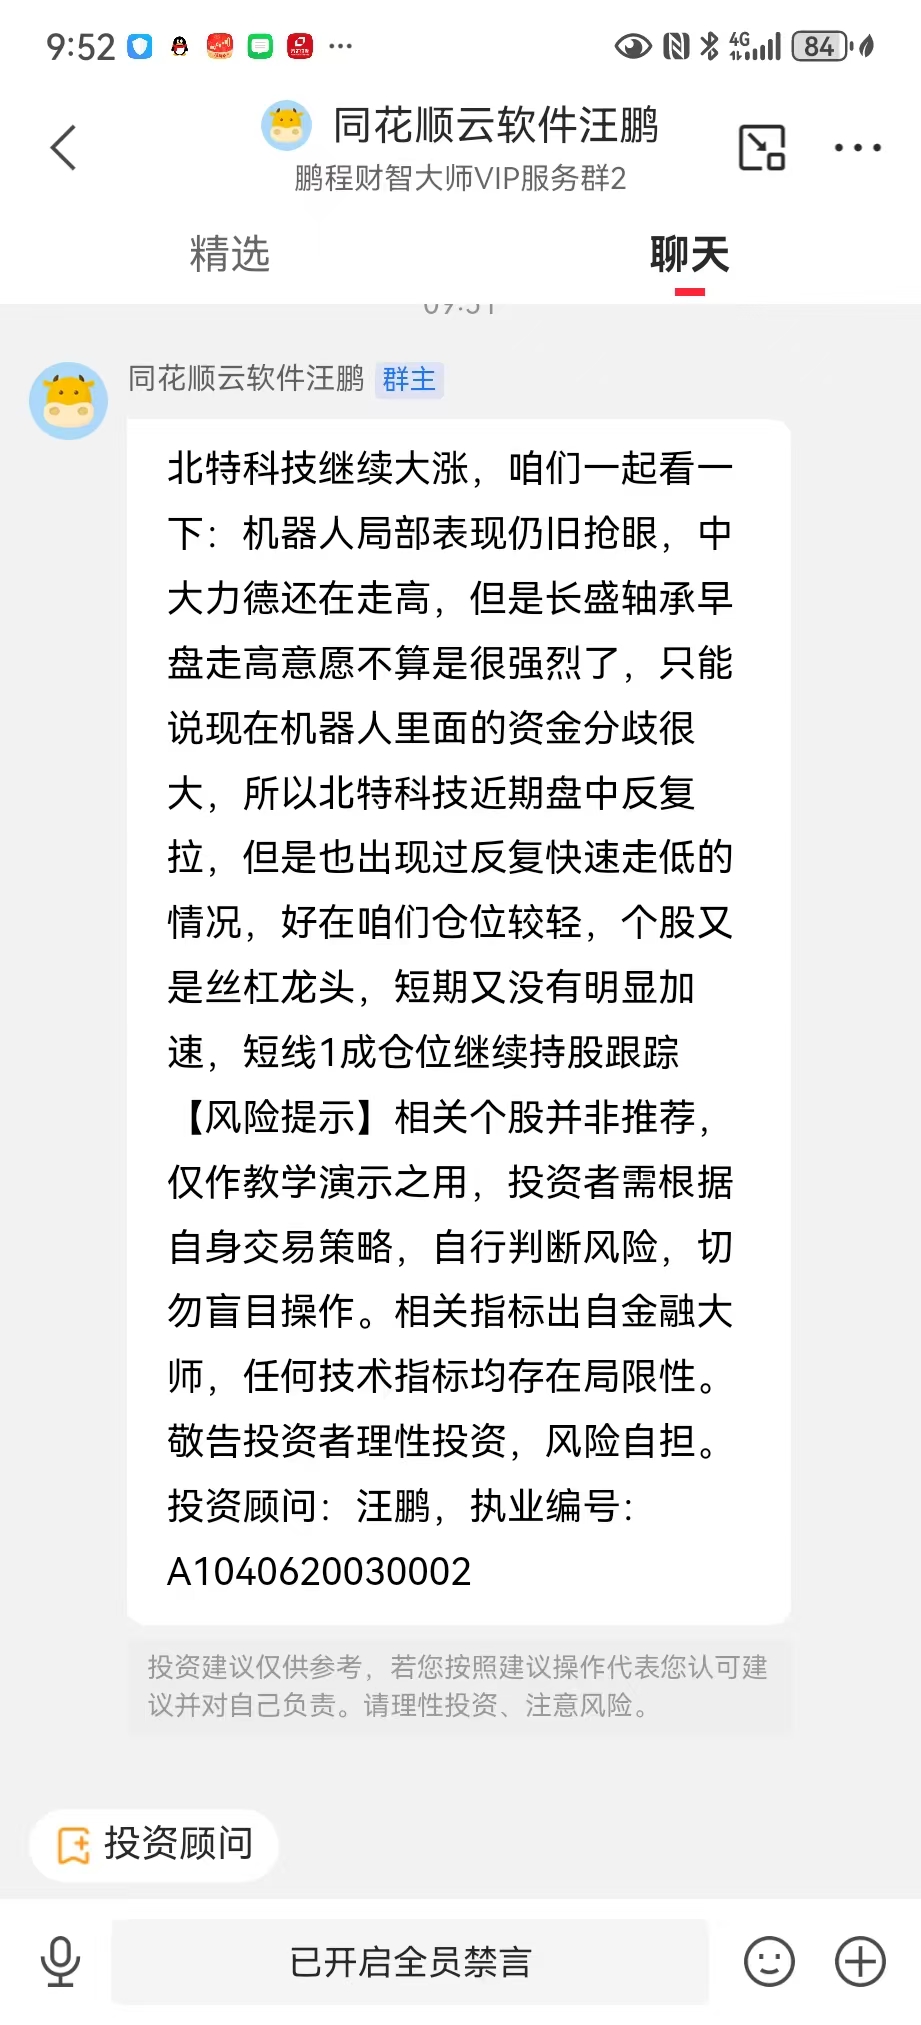 9:52
4G
84
同花顺云软件汪鹏
鹏程财智大师VIP服务群2
精选
聊天
同花顺云软件汪鹏 群主
北特科技继续大涨，咱们一起看一
下：机器人局部表现仍旧抢眼，中
大力德还在走高，但是长盛轴承早
盘走高意愿不算是很强烈了，只能
说现在机器人里面的资金分歧很
大，所以北特科技近期盘中反复
拉，但是也出现过反复快速走低的
情况，好在咱们仓位较轻，个股又
是丝杠龙头，短期又没有明显加
速，短线1成仓位继续持股跟踪
【风险提示】相关个股并非推荐，
仅作教学演示之用，投资者需根据
自身交易策略，自行判断风险，切
勿盲目操作。相关指标出自金融大
师，任何技术指标均存在局限性。
敬告投资者理性投资，风险自担。
投资顾问：汪鹏，执业编号：
A1040620030002
投资建议仅供参考，若您按照建议操作代表您认可建
议并对自己负责。请理性投资、注意风险。
投资顾问
已开启全员禁言